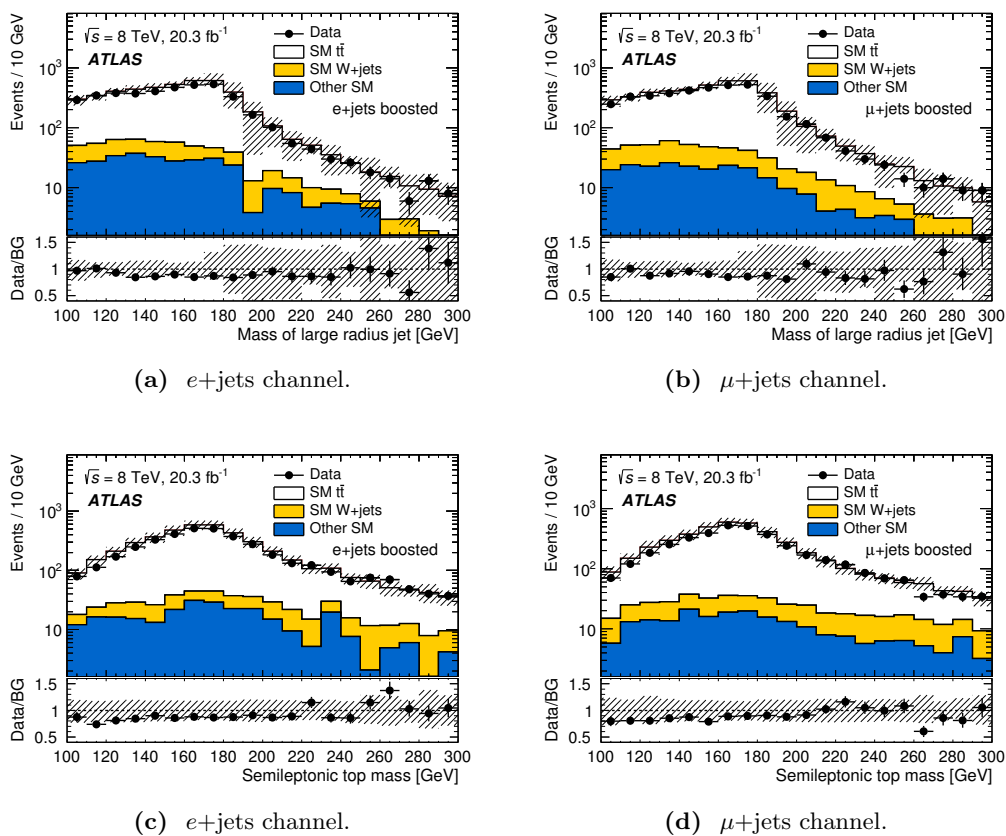 Events / 10 GeV
10³
10²
10
√s = 8 TeV, 20.3 fb⁻¹
ATLAS
Data
SM tt̄
SM W+jets
Other SM
e+jets boosted
Data/BG
1.5
1
0.5
100 120 140 160 180 200 220 240 260 280 300
Mass of large radius jet [GeV]
(a) e+jets channel.
Events / 10 GeV
10³
10²
10
√s = 8 TeV, 20.3 fb⁻¹
ATLAS
Data
SM tt̄
SM W+jets
Other SM
μ+jets boosted
Data/BG
1.5
1
0.5
100 120 140 160 180 200 220 240 260 280 300
Mass of large radius jet [GeV]
(b) μ+jets channel.
Events / 10 GeV
10³
10²
10
√s = 8 TeV, 20.3 fb⁻¹
ATLAS
Data
SM tt̄
SM W+jets
Other SM
e+jets boosted
Data/BG
1.5
1
0.5
100 120 140 160 180 200 220 240 260 280 300
Semileptonic top mass [GeV]
(c) e+jets channel.
Events / 10 GeV
10³
10²
10
√s = 8 TeV, 20.3 fb⁻¹
ATLAS
Data
SM tt̄
SM W+jets
Other SM
μ+jets boosted
Data/BG
1.5
1
0.5
100 120 140 160 180 200 220 240 260 280 300
Semileptonic top mass [GeV]
(d) μ+jets channel.